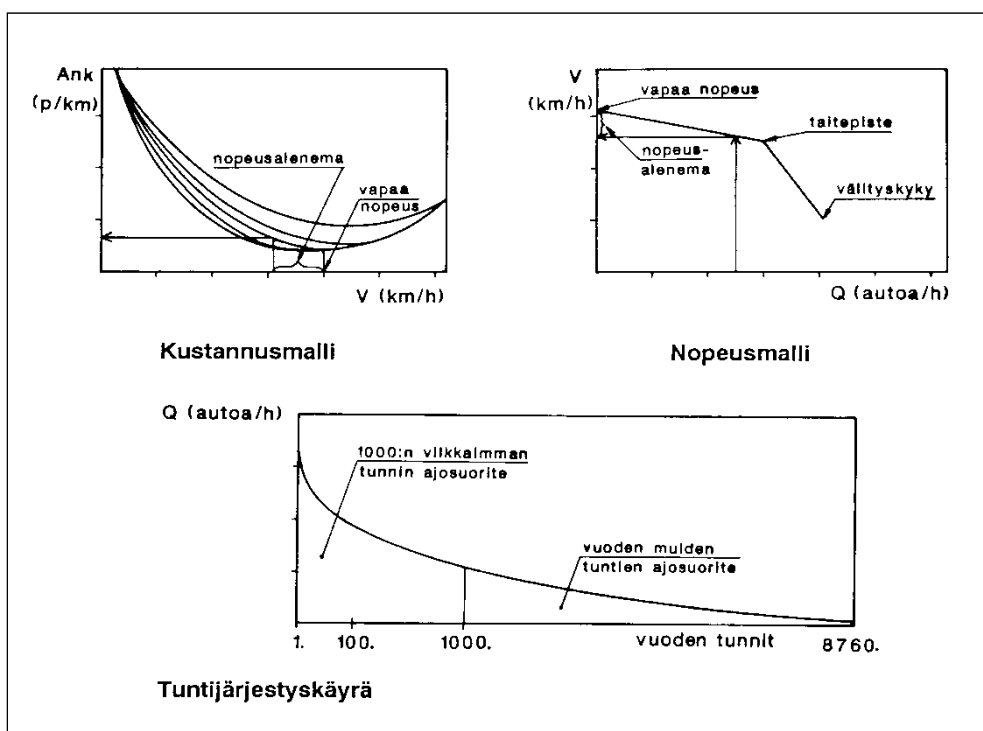 Ank
(p/km)
nopeusalenema
vapaa
nopeus
V (km/h)
Kustannusmalli
V
(km/h)
vapaa nopeus
taitepiste
nopeus-
alenema
välityskyky
Q (autoa/h)
Nopeusmalli
Q (autoa/h)
1000:n vilkkaimman
tunnin ajosuorite
vuoden muiden
tuntien ajosuorite
1.
100.
1000.
vuoden tunnit
8760.
Tuntijärjestyskäyrä